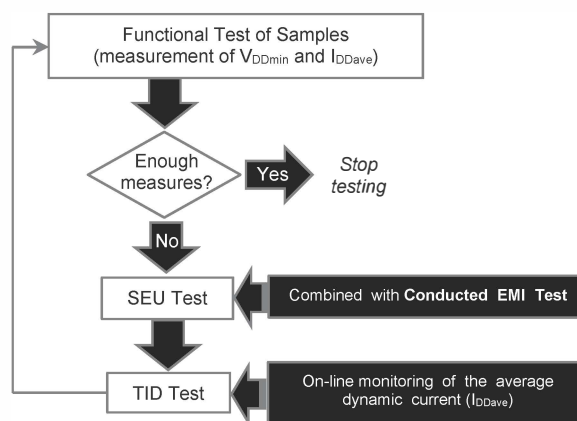 Functional Test of Samples
(measurement of VDDmin and IDDave)
Enough
measures?
Yes
Stop
testing
No
SEU Test
Combined with Conducted EMI Test
TID Test
On-line monitoring of the average
dynamic current (IDDave)